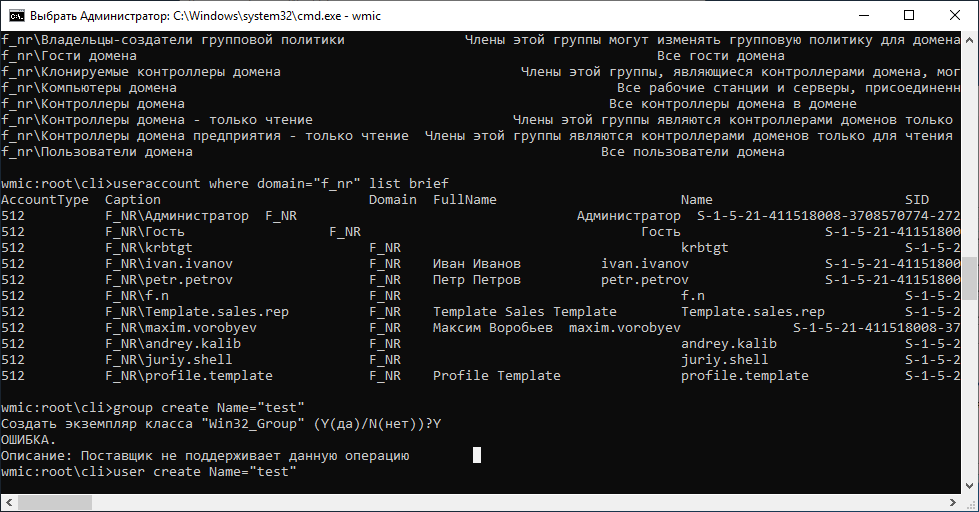 Выбрать Администратор: C:\Windows\system32\cmd.exe - wmic
f_nr\Владельцы-создатели групповой политики Члены этой группы могут изменять групповую политику для домена
f_nr\Гости домена Все гости домена
f_nr\Клонируемые контроллеры домена Члены этой группы, являющиеся контроллерами домена, мог
f_nr\Компьютеры домена Все рабочие станции и серверы, присоединенн
f_nr\Контроллеры домена Все контроллеры домена в домене
f_nr\Контроллеры домена - только чтение Члены этой группы являются контроллерами доменов только
f_nr\Контроллеры домена предприятия - только чтение Члены этой группы являются контроллерами доменов только для чтения
f_nr\Пользователи домена Все пользователи домена
wmic:root\cli>useraccount where domain="f_nr" list brief
AccountType Caption Domain FullName Name SID
512 F_NR\Администратор F_NR Администратор S-1-5-21-411518008-3708570774-272
512 F_NR\Гость F_NR Гость S-1-5-21-41151800
512 F_NR\krbtgt F_NR krbtgt S-1-5-2
512 F_NR\ivan.ivanov F_NR Иван Иванов ivan.ivanov S-1-5-21-41151800
512 F_NR\petr.petrov F_NR Петр Петров petr.petrov S-1-5-21-41151800
512 F_NR\f.n F_NR f.n S-1-5-2
512 F_NR\Template.sales.rep F_NR Template Sales Template Template.sales.rep S-1-5-2
512 F_NR\maxim.vorobyev F_NR Максим Воробьев maxim.vorobyev S-1-5-21-411518008-37
512 F_NR\andrey.kalib F_NR andrey.kalib S-1-5-2
512 F_NR\juriy.shell F_NR juriy.shell S-1-5-2
512 F_NR\profile.template F_NR Profile Template profile.template S-1-5-2
wmic:root\cli>group create Name="test"
Создать экземпляр класса "Win32_Group" (Y(да)/N(нет))?Y
ОШИБКА.
Описание: Поставщик не поддерживает данную операцию
wmic:root\cli>user create Name="test"